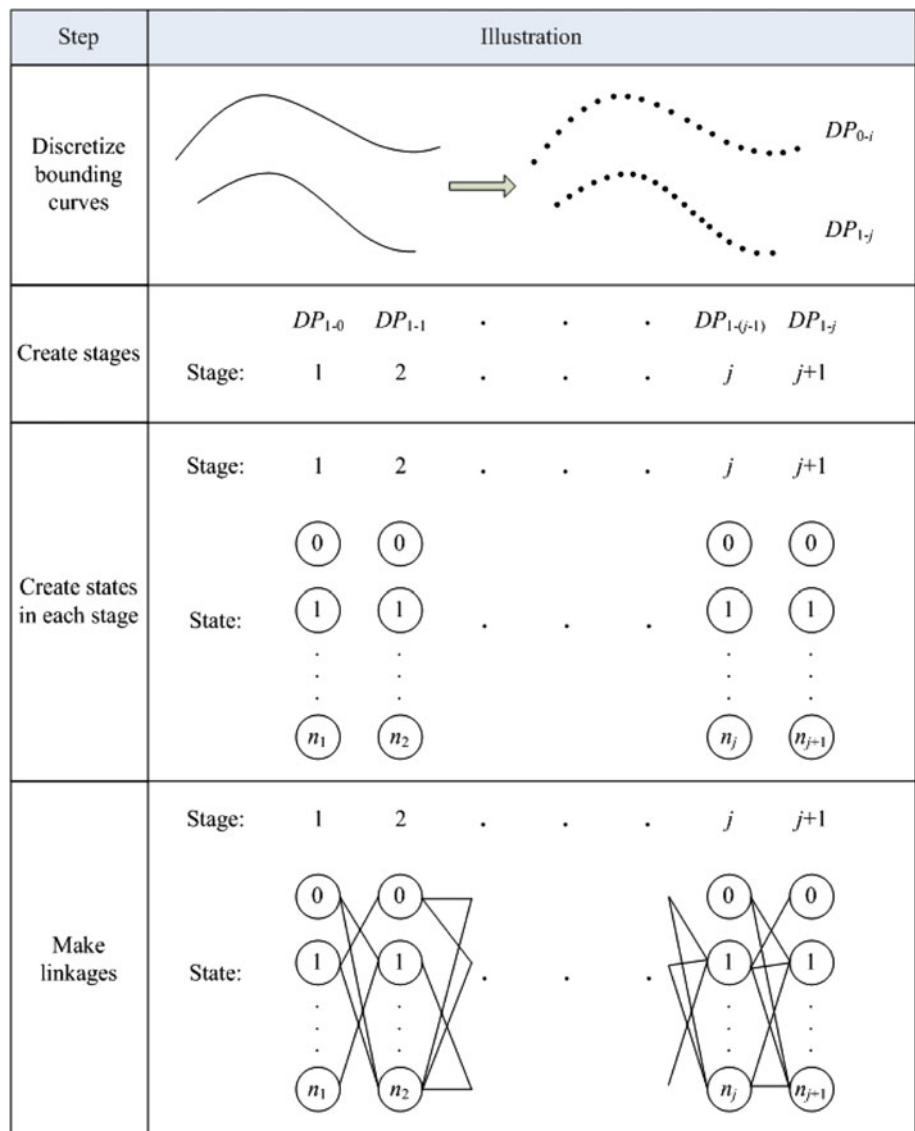 Step Illustration
Discretize
bounding
curves
DP₀₋ᵢ
DP₁₋ⱼ
Create stages
DP₁₋₀ DP₁₋₁ . . . DP₁₋₍ⱼ₋₁₎ DP₁₋ⱼ
Stage: 1 2 . . . j j+1
Create states
in each stage
Stage: 1 2 . . . j j+1
0 0 0 0
State: 1 1 . . . 1 1
n₁ n₂ nⱼ nⱼ₊₁
Make
linkages
Stage: 1 2 . . . j j+1
0 0 0 0
State: 1 1 . . . 1 1
n₁ n₂ nⱼ nⱼ₊₁